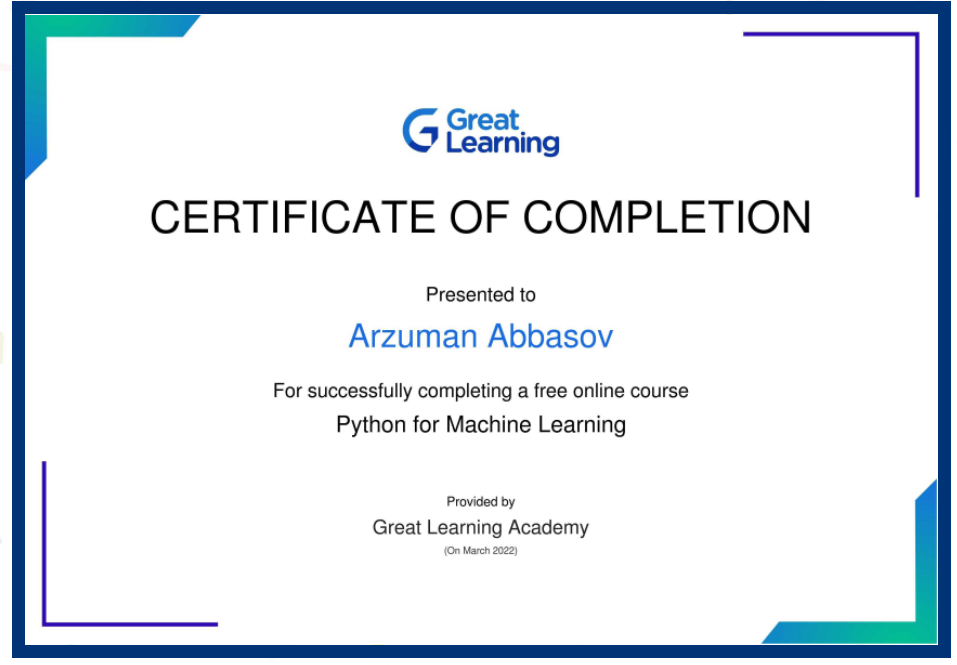 Great
Learning
CERTIFICATE OF COMPLETION
Presented to
Arzuman Abbasov
For successfully completing a free online course
Python for Machine Learning
Provided by
Great Learning Academy
(On March 2022)